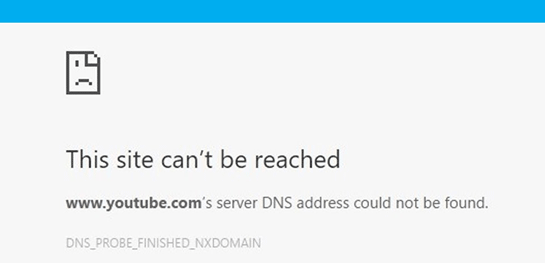 This site can’t be reached
www.youtube.com's server DNS address could not be found.
DNS_PROBE_FINISHED_NXDOMAIN